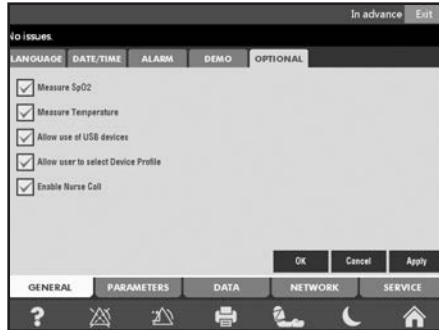 In advance Exit
No issues.
LANGUAGE DATE/TIME ALARM DEMO OPTIONAL
Measure SpO2
Measure Temperature
Allow use of USB devices
Allow user to select Device Profile
Enable Nurse Call
OK Cancel Apply
GENERAL PARAMETERS DATA NETWORK SERVICE
?